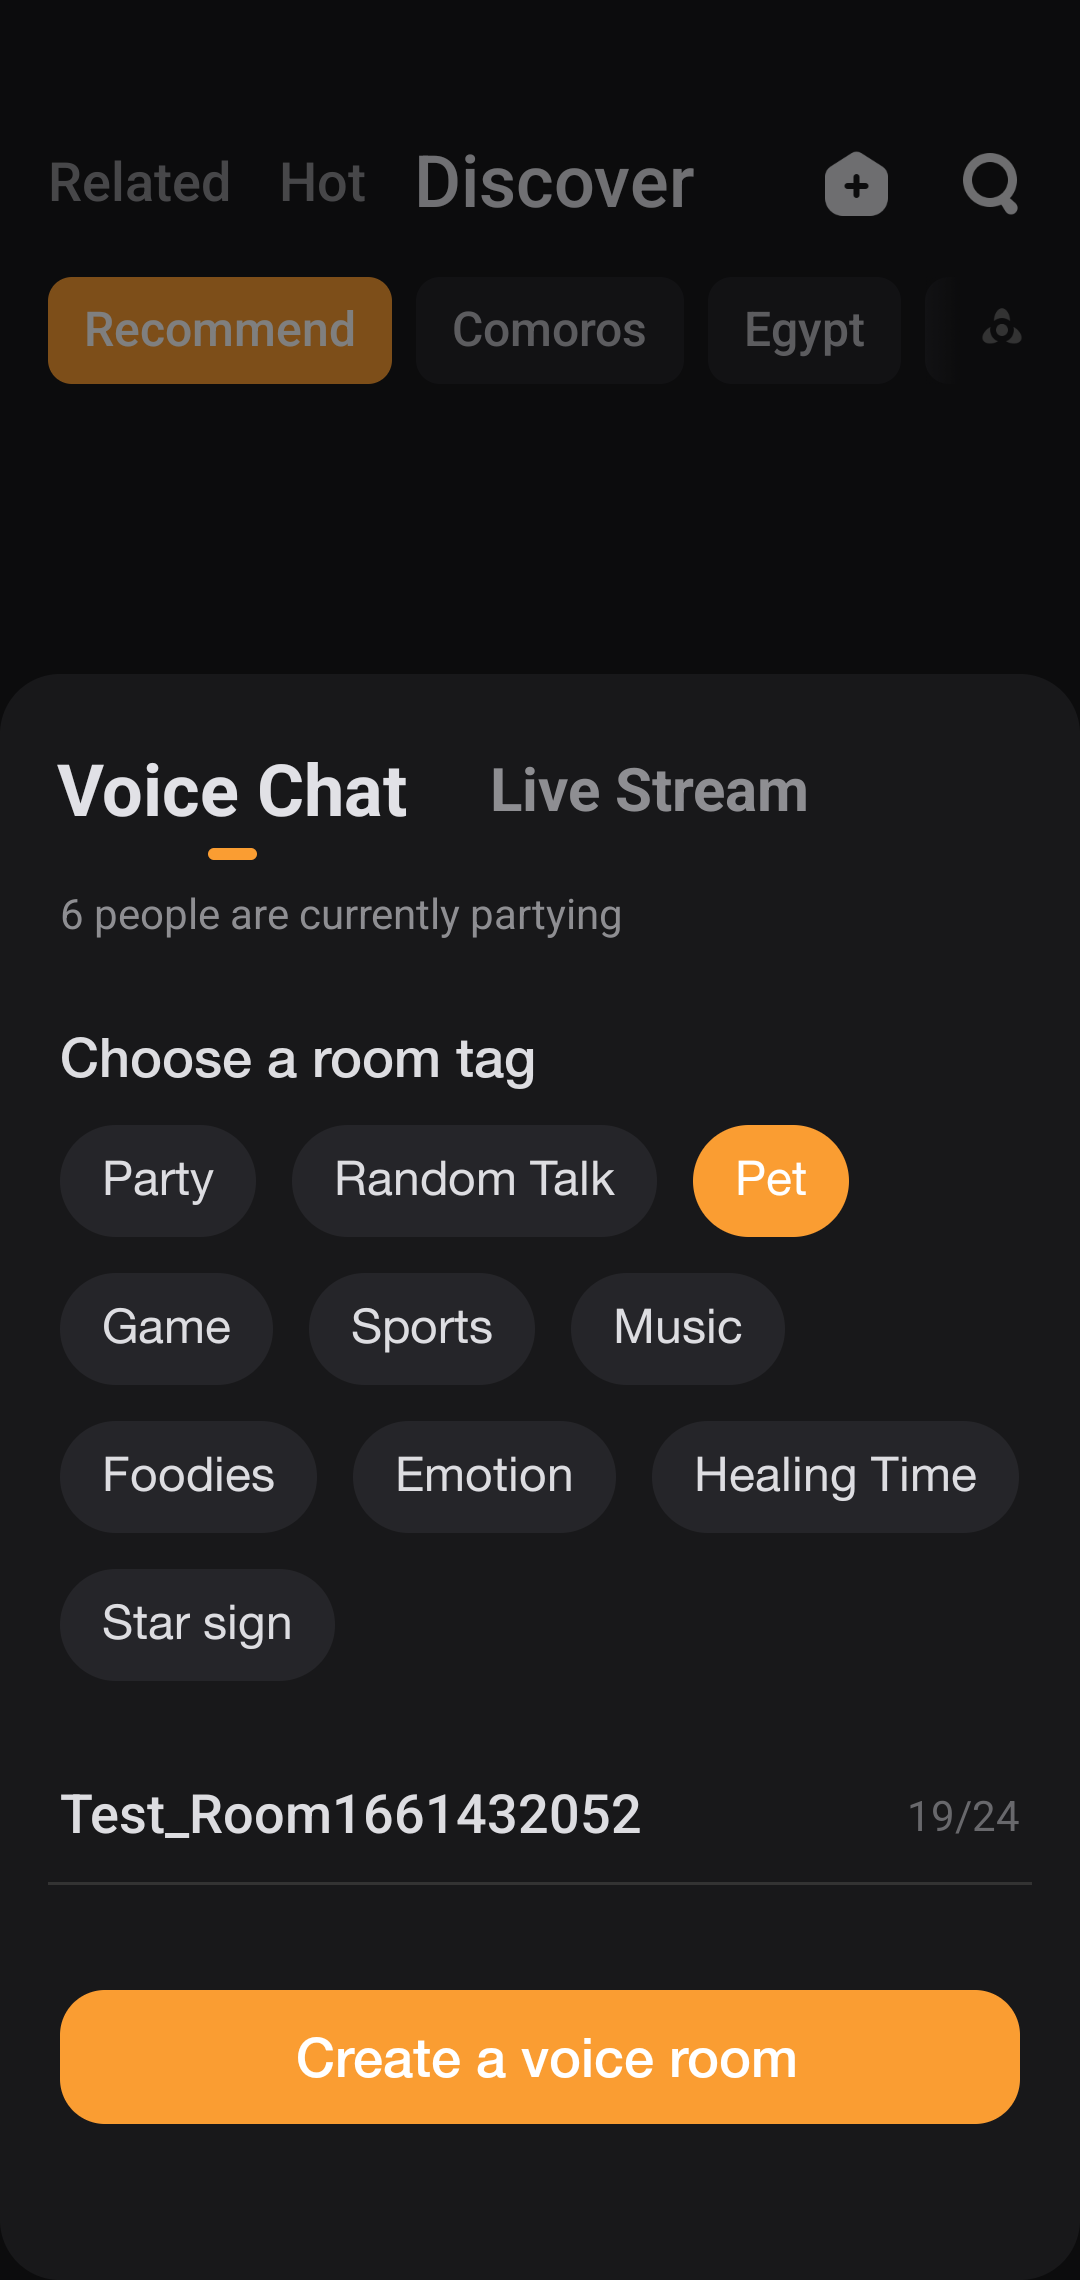 Related Hot Discover
Recommend Comoros Egypt
Voice Chat Live Stream
6 people are currently partying
Choose a room tag
Party Random Talk Pet
Game Sports Music
Foodies Emotion Healing Time
Star sign
Test_Room1661432052 19/24
Create a voice room